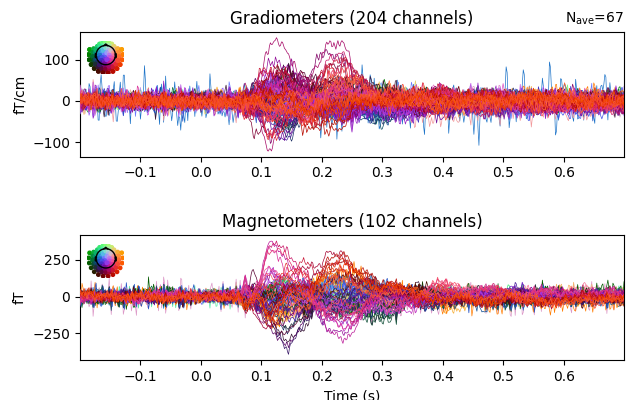 Gradiometers (204 channels)
Nave=67
fT/cm
100
0
−100
−0.1 0.0 0.1 0.2 0.3 0.4 0.5 0.6
Magnetometers (102 channels)
fT
250
0
−250
−0.1 0.0 0.1 0.2 0.3 0.4 0.5 0.6
Time (s)